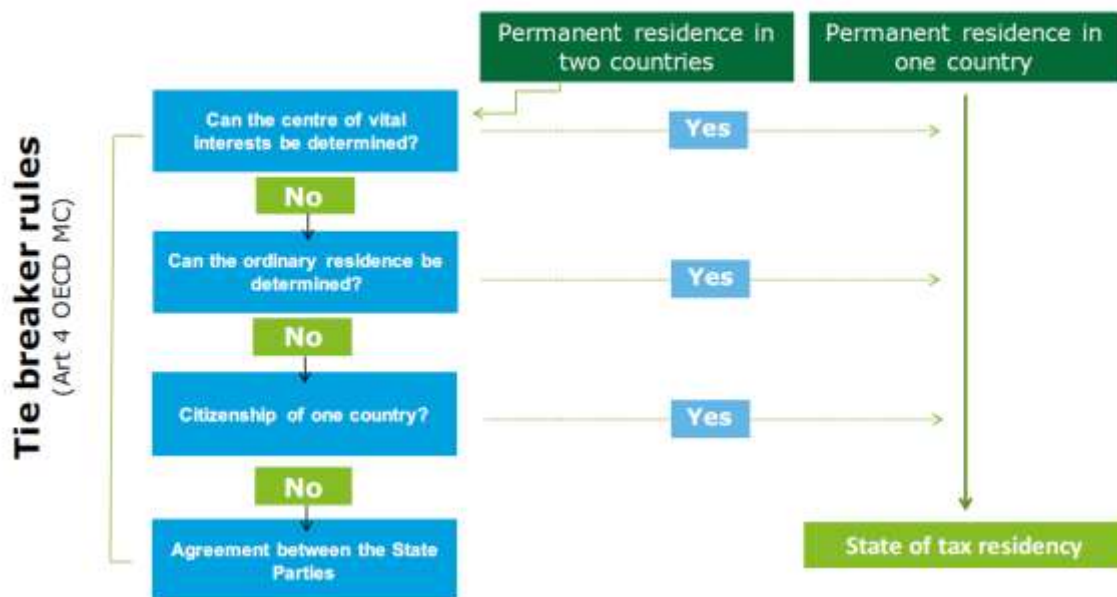 Permanent residence in
two countries
Permanent residence in
one country
Tie breaker rules
(Art 4 OECD MC)
Can the centre of vital
interests be determined?
Yes
No
Can the ordinary residence be
determined?
Yes
No
Citizenship of one country?
Yes
No
Agreement between the State
Parties
State of tax residency